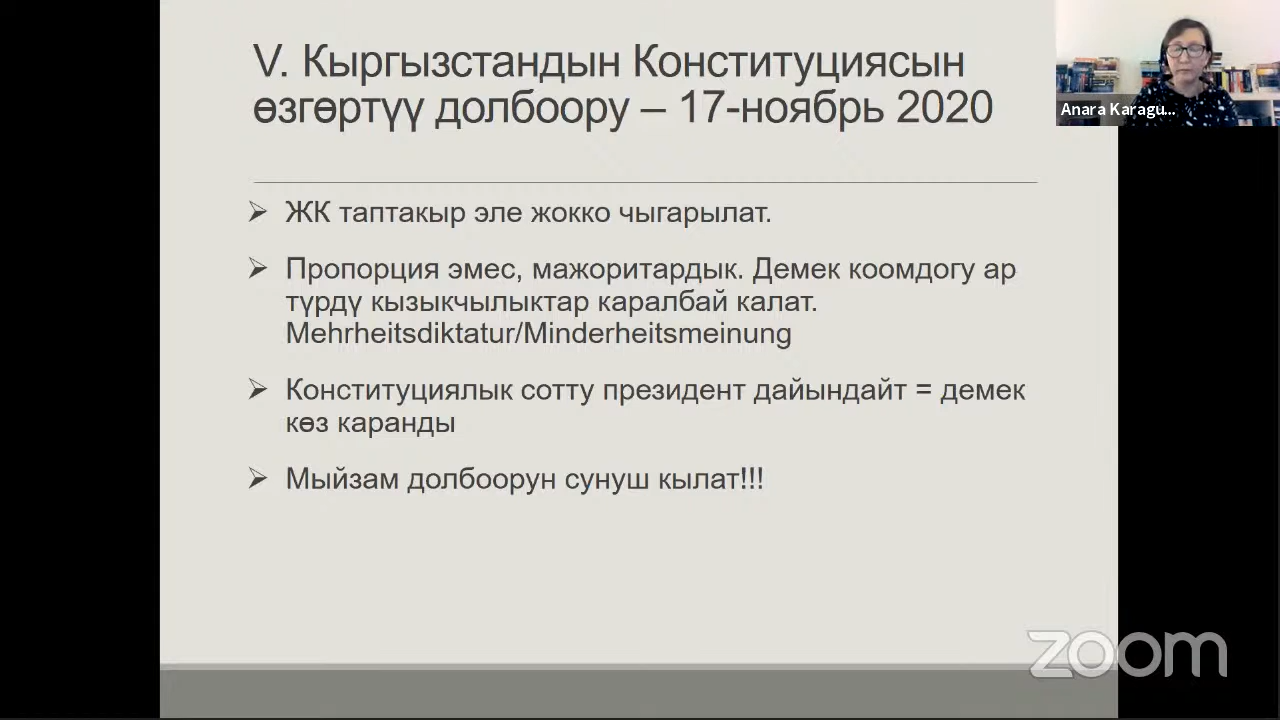 V. Кыргызстандын Конституциясын
өзгөртүү долбоору – 17-ноябрь 2020
Anara Karagu...
ЖК таптакыр эле жокко чыгарылат.
Пропорция эмес, мажоритардык. Демек коомдогу ар
түрдү кызыкчылыктар каралбай калат.
Mehrheitsdiktatur/Minderheitsmeinung
Конституциялык сотту президент дайындайт = демек
көз каранды
Мыйзам долбоорун сунуш кылат!!!
zoom